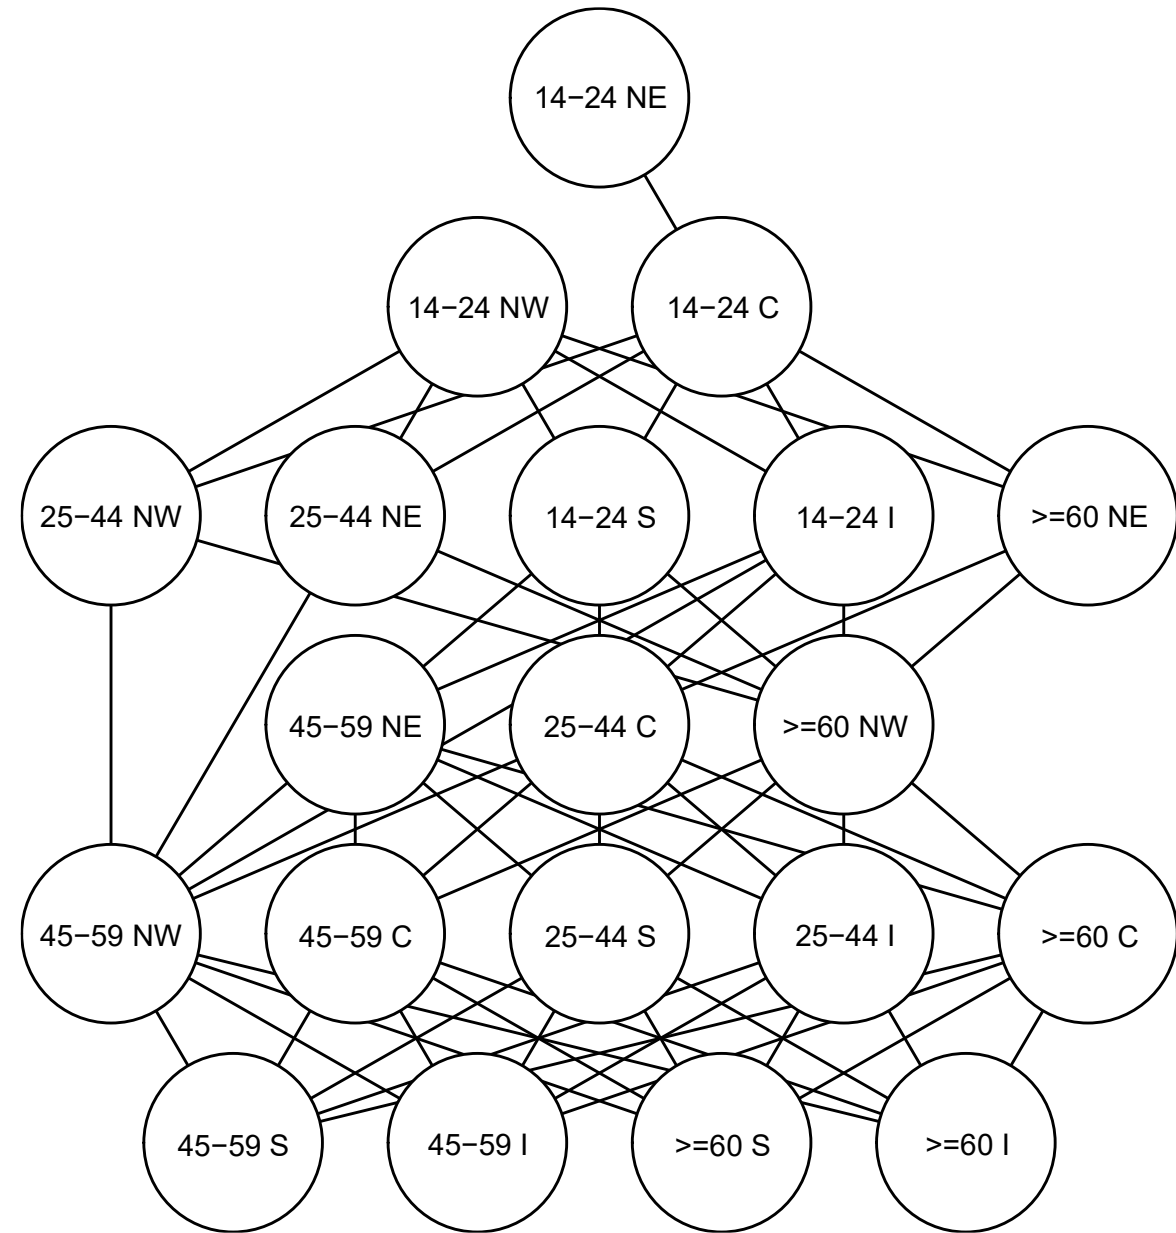 14−24 NE
14−24 NW
14−24 C
25−44 NW
25−44 NE
14−24 S
14−24 I
>=60 NE
45−59 NE
25−44 C
>=60 NW
45−59 NW
45−59 C
25−44 S
25−44 I
>=60 C
45−59 S
45−59 I
>=60 S
>=60 I